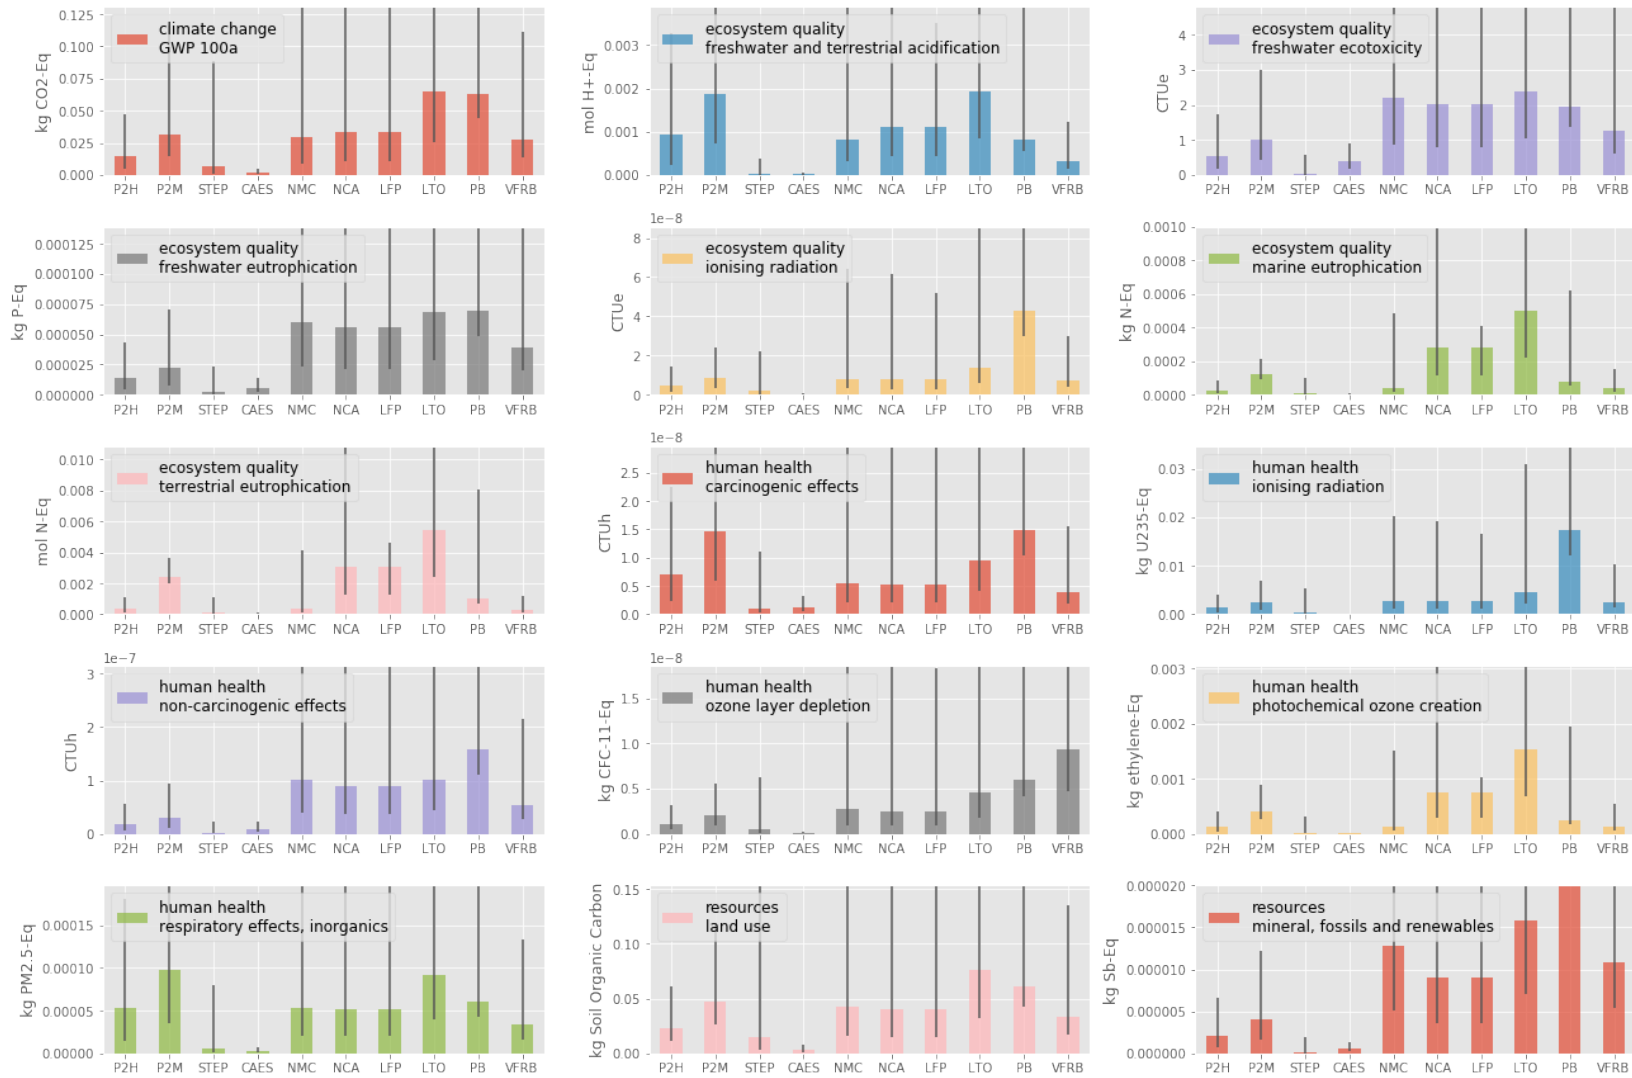 climate change
GWP 100a
kg CO2-Eq
0.125
0.100
0.075
0.050
0.025
0.000
P2H P2M STEP CAES NMC NCA LFP LTO PB VFRB
ecosystem quality
freshwater and terrestrial acidification
mol H+-Eq
0.003
0.002
0.001
0.000
P2H P2M STEP CAES NMC NCA LFP LTO PB VFRB
ecosystem quality
freshwater ecotoxicity
CTUe
4
3
2
1
0
P2H P2M STEP CAES NMC NCA LFP LTO PB VFRB
ecosystem quality
freshwater eutrophication
kg P-Eq
0.000125
0.000100
0.000075
0.000050
0.000025
0.000000
P2H P2M STEP CAES NMC NCA LFP LTO PB VFRB
1e−8
ecosystem quality
ionising radiation
CTUe
8
6
4
2
0
P2H P2M STEP CAES NMC NCA LFP LTO PB VFRB
ecosystem quality
marine eutrophication
kg N-Eq
0.0010
0.0008
0.0006
0.0004
0.0002
0.0000
P2H P2M STEP CAES NMC NCA LFP LTO PB VFRB
ecosystem quality
terrestrial eutrophication
mol N-Eq
0.010
0.008
0.006
0.004
0.002
0.000
P2H P2M STEP CAES NMC NCA LFP LTO PB VFRB
1e−8
human health
carcinogenic effects
CTUh
2.5
2.0
1.5
1.0
0.5
0.0
P2H P2M STEP CAES NMC NCA LFP LTO PB VFRB
human health
ionising radiation
kg U235-Eq
0.03
0.02
0.01
0.00
P2H P2M STEP CAES NMC NCA LFP LTO PB VFRB
1e−7
human health
non-carcinogenic effects
CTUh
3
2
1
0
P2H P2M STEP CAES NMC NCA LFP LTO PB VFRB
1e−8
human health
ozone layer depletion
kg CFC-11-Eq
1.5
1.0
0.5
0.0
P2H P2M STEP CAES NMC NCA LFP LTO PB VFRB
human health
photochemical ozone creation
kg ethylene-Eq
0.003
0.002
0.001
0.000
P2H P2M STEP CAES NMC NCA LFP LTO PB VFRB
human health
respiratory effects, inorganics
kg PM2.5-Eq
0.00015
0.00010
0.00005
0.00000
P2H P2M STEP CAES NMC NCA LFP LTO PB VFRB
resources
land use
kg Soil Organic Carbon
0.15
0.10
0.05
0.00
P2H P2M STEP CAES NMC NCA LFP LTO PB VFRB
resources
mineral, fossils and renewables
kg Sb-Eq
0.000020
0.000015
0.000010
0.000005
0.000000
P2H P2M STEP CAES NMC NCA LFP LTO PB VFRB